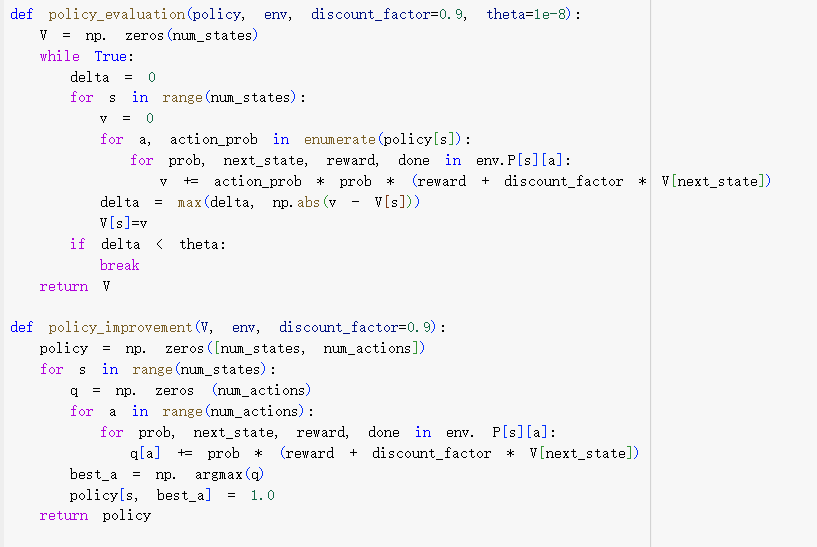 def policy_evaluation(policy, env, discount_factor=0.9, theta=1e-8):
    V = np. zeros(num_states)
    while True:
        delta = 0
        for s in range(num_states):
            v = 0
            for a, action_prob in enumerate(policy[s]):
                for prob, next_state, reward, done in env.P[s][a]:
                    v += action_prob * prob * (reward + discount_factor * V[next_state])
            delta = max(delta, np.abs(v - V[s]))
            V[s]=v
        if delta < theta:
            break
    return V

def policy_improvement(V, env, discount_factor=0.9):
    policy = np. zeros([num_states, num_actions])
    for s in range(num_states):
        q = np. zeros (num_actions)
        for a in range(num_actions):
            for prob, next_state, reward, done in env. P[s][a]:
                q[a] += prob * (reward + discount_factor * V[next_state])
        best_a = np. argmax(q)
        policy[s, best_a] = 1.0
    return policy